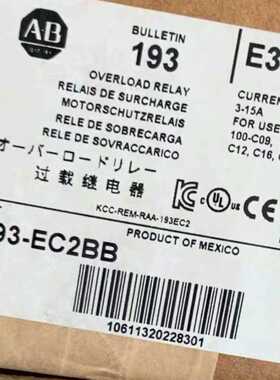 AB
BULLETIN
193
OVERLOAD RELAY
RELAIS DE SURCHARGE
MOTORSCHUTZRELAIS
RELE DE SOBRECARGA
RELE DE SOVRACCARICO
オーバーロードリレー
过载继电器
E3
CURRENT
3-15A
FOR USE
100-C09,
C12, C16,
KCC-REM-RAA-193EC2
PRODUCT OF MEXICO
93-EC2BB
10611320228301